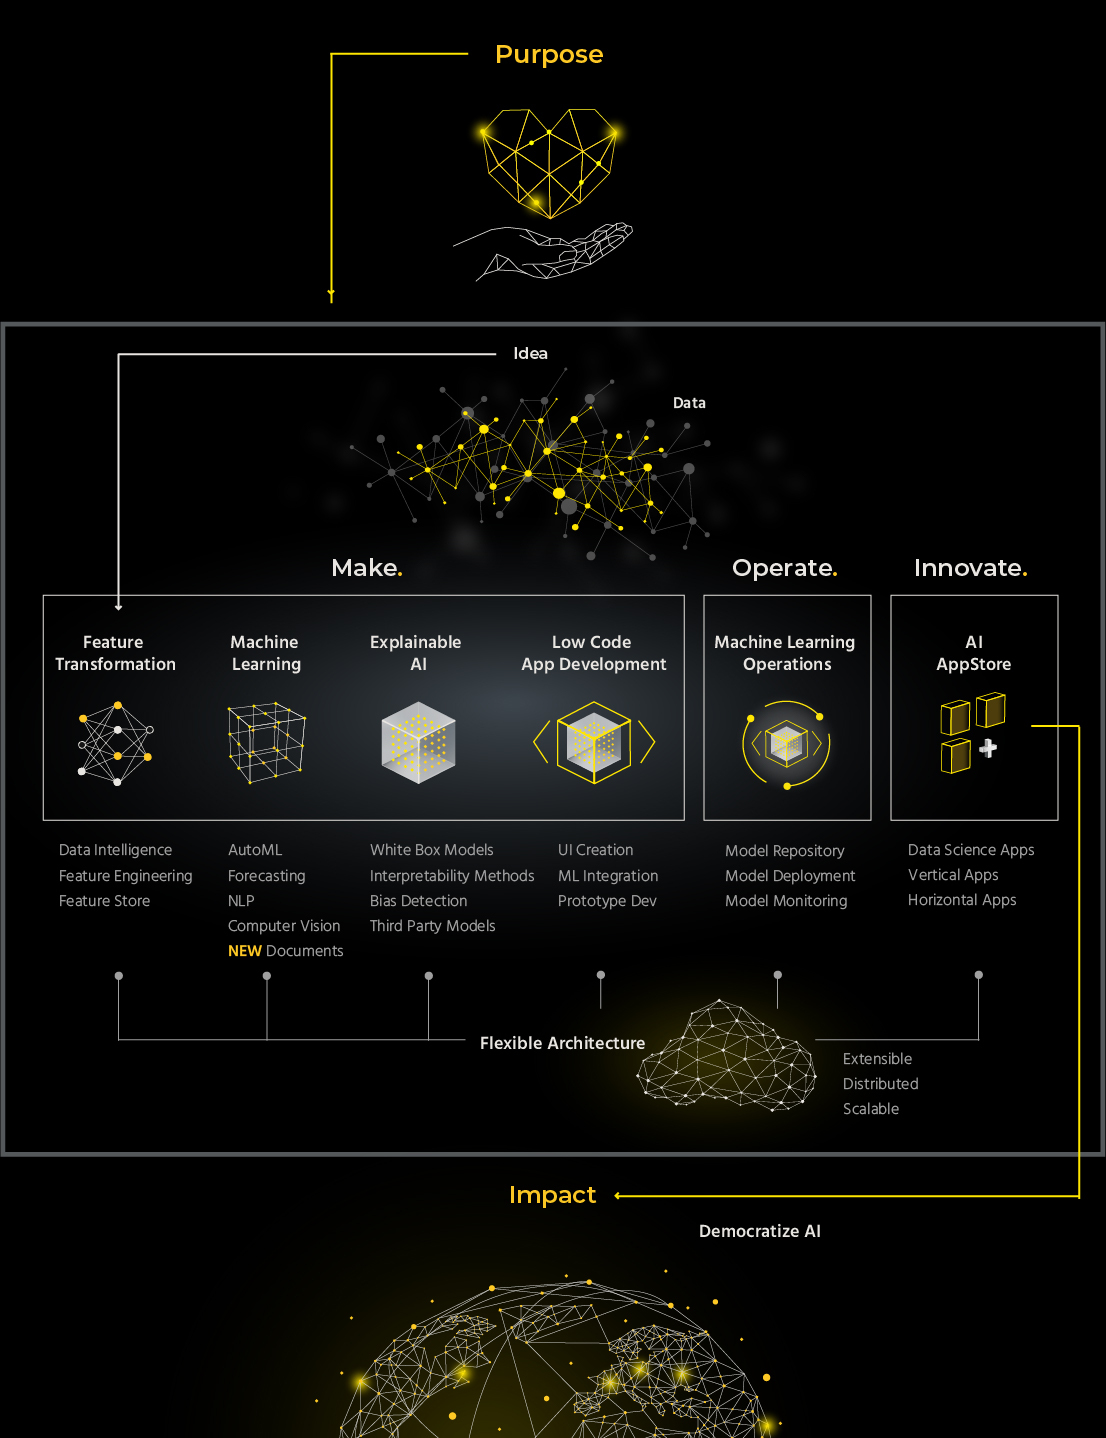 Purpose
Idea
Data
Make.
Operate.
Innovate.
Feature
Transformation
Machine
Learning
Explainable
AI
Low Code
App Development
Machine Learning
Operations
AI
AppStore
Data Intelligence
Feature Engineering
Feature Store
AutoML
Forecasting
NLP
Computer Vision
NEW Documents
White Box Models
Interpretability Methods
Bias Detection
Third Party Models
UI Creation
ML Integration
Prototype Dev
Model Repository
Model Deployment
Model Monitoring
Data Science Apps
Vertical Apps
Horizontal Apps
Flexible Architecture
Extensible
Distributed
Scalable
Impact
Democratize AI